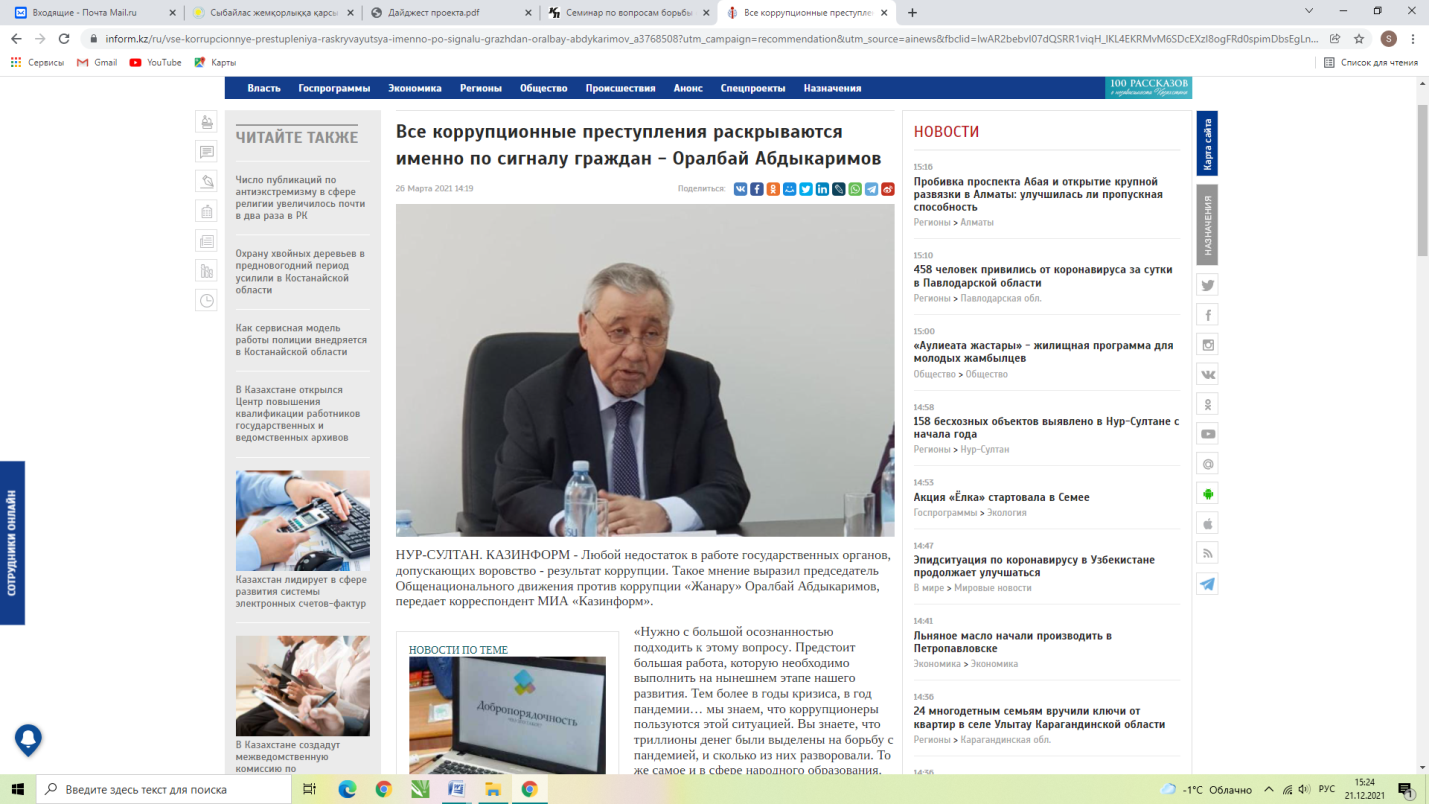 Входящие - Почта Mail.ru
Сыбайлас жемқорлыққа қарсы
Дайджест проекта.pdf
Семинар по вопросам борьбы
Все коррупционные преступле
inform.kz/ru/vse-korrupcionnye-prestupleniya-raskryvayutsya-imenno-po-signalu-grazhdan-oralbay-abdykarimov_a3768508?utm_campaign=recommendation&utm_source=ainews&fbclid=
Сервисы
Gmail
YouTube
Карты
Список для чтения
Власть
Госпрограммы
Экономика
Регионы
Общество
Происшествия
Анонс
Спецпроекты
Назначения
100 РАССКАЗОВ
ЧИТАЙТЕ ТАКЖЕ
Число публикаций по
антиэкстремизму в сфере
религии увеличилось почти
в два раза в РК
Охрану хвойных деревьев в
предновогодний период
усилили в Костанайской
области
Как сервисная модель
работы полиции внедряется
в Костанайской области
В Казахстане открылся
Центр повышения
квалификации работников
государственных и
ведомственных архивов
Казахстан лидирует в сфере
развития системы
электронных счетов-фактур
В Казахстане создадут
межведомственную
комиссию по
СОТРУДНИКИ ОНЛАЙН
Все коррупционные преступления раскрываются
именно по сигналу граждан - Оралбай Абдыкаримов
26 Марта 2021 14:19
Поделиться:
НУР-СУЛТАН. КАЗИНФОРМ - Любой недостаток в работе государственных органов,
допускающих воровство - результат коррупции. Такое мнение выразил председатель
Общенационального движения против коррупции «Жанару» Оралбай Абдыкаримов,
передает корреспондент МИА «Казинформ».
НОВОСТИ ПО ТЕМЕ
Добропорядочность
«Нужно с большой осознанностью
подходить к этому вопросу. Предстоит
большая работа, которую необходимо
выполнить на нынешнем этапе нашего
развития. Тем более в годы кризиса, в год
пандемии… мы знаем, что коррупционеры
пользуются этой ситуацией. Вы знаете, что
триллионы денег были выделены на борьбу с
пандемией, и сколько из них разворовали. То
же самое и в сфере народного образования.
НОВОСТИ
15:16
Пробивка проспекта Абая и открытие крупной
развязки в Алматы: улучшилась ли пропускная
способность
Регионы > Алматы
15:10
458 человек привились от коронавируса за сутки
в Павлодарской области
Регионы > Павлодарская обл.
15:00
«Аулиеата жастары» - жилищная программа для
молодых жамбылцев
Общество > Общество
14:58
158 бесхозных объектов выявлено в Нур-Султане с
начала года
Регионы > Нур-Султан
14:53
Акция «Ёлка» стартовала в Семее
Госпрограммы > Экология
14:47
Эпидситуация по коронавирусу в Узбекистане
продолжает улучшаться
В мире > Мировые новости
14:41
Льняное масло начали производить в
Петропавловске
Экономика > Экономика
14:36
24 многодетным семьям вручили ключи от
квартир в селе Улытау Карагандинской области
Регионы > Карагандинская обл.
Карта сайта
НАЗНАЧЕНИЯ
Введите здесь текст для поиска
-1°C Облачно
РУС
15:24
21.12.2021